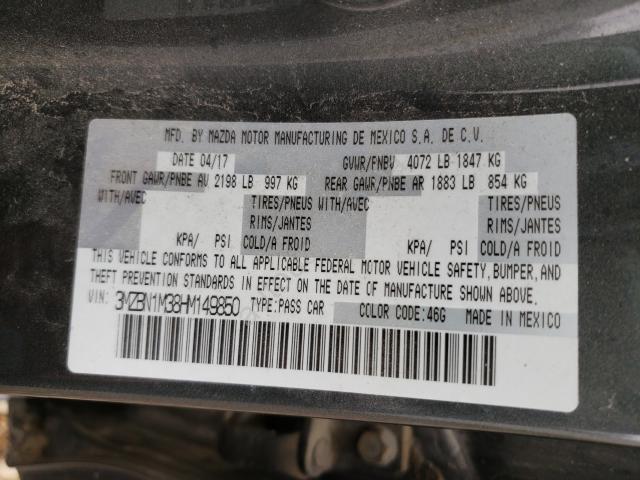 MFD. BY MAZDA MOTOR MANUFACTURING DE MEXICO S.A. DE C.V.
DATE 04/17 GVWR/PNBV 4072 LB 1847 KG
FRONT GAWR/PNBE AV 2198 LB 997 KG REAR GAWR/PNBE AR 1883 LB 854 KG
WITH/AVEC TIRES/PNEUS WITH/AVEC TIRES/PNEUS
RIMS/JANTES RIMS/JANTES
KPA/ PSI COLD/A FROID KPA/ PSI COLD/A FROID
THIS VEHICLE CONFORMS TO ALL APPLICABLE FEDERAL MOTOR VEHICLE SAFETY, BUMPER, AND
THEFT PREVENTION STANDARDS IN EFFECT ON THE DATE OF MANUFACTURE SHOWN ABOVE.
VIN: 3MZBN1M38HM149850 TYPE:PASS CAR COLOR CODE:46G MADE IN MEXICO